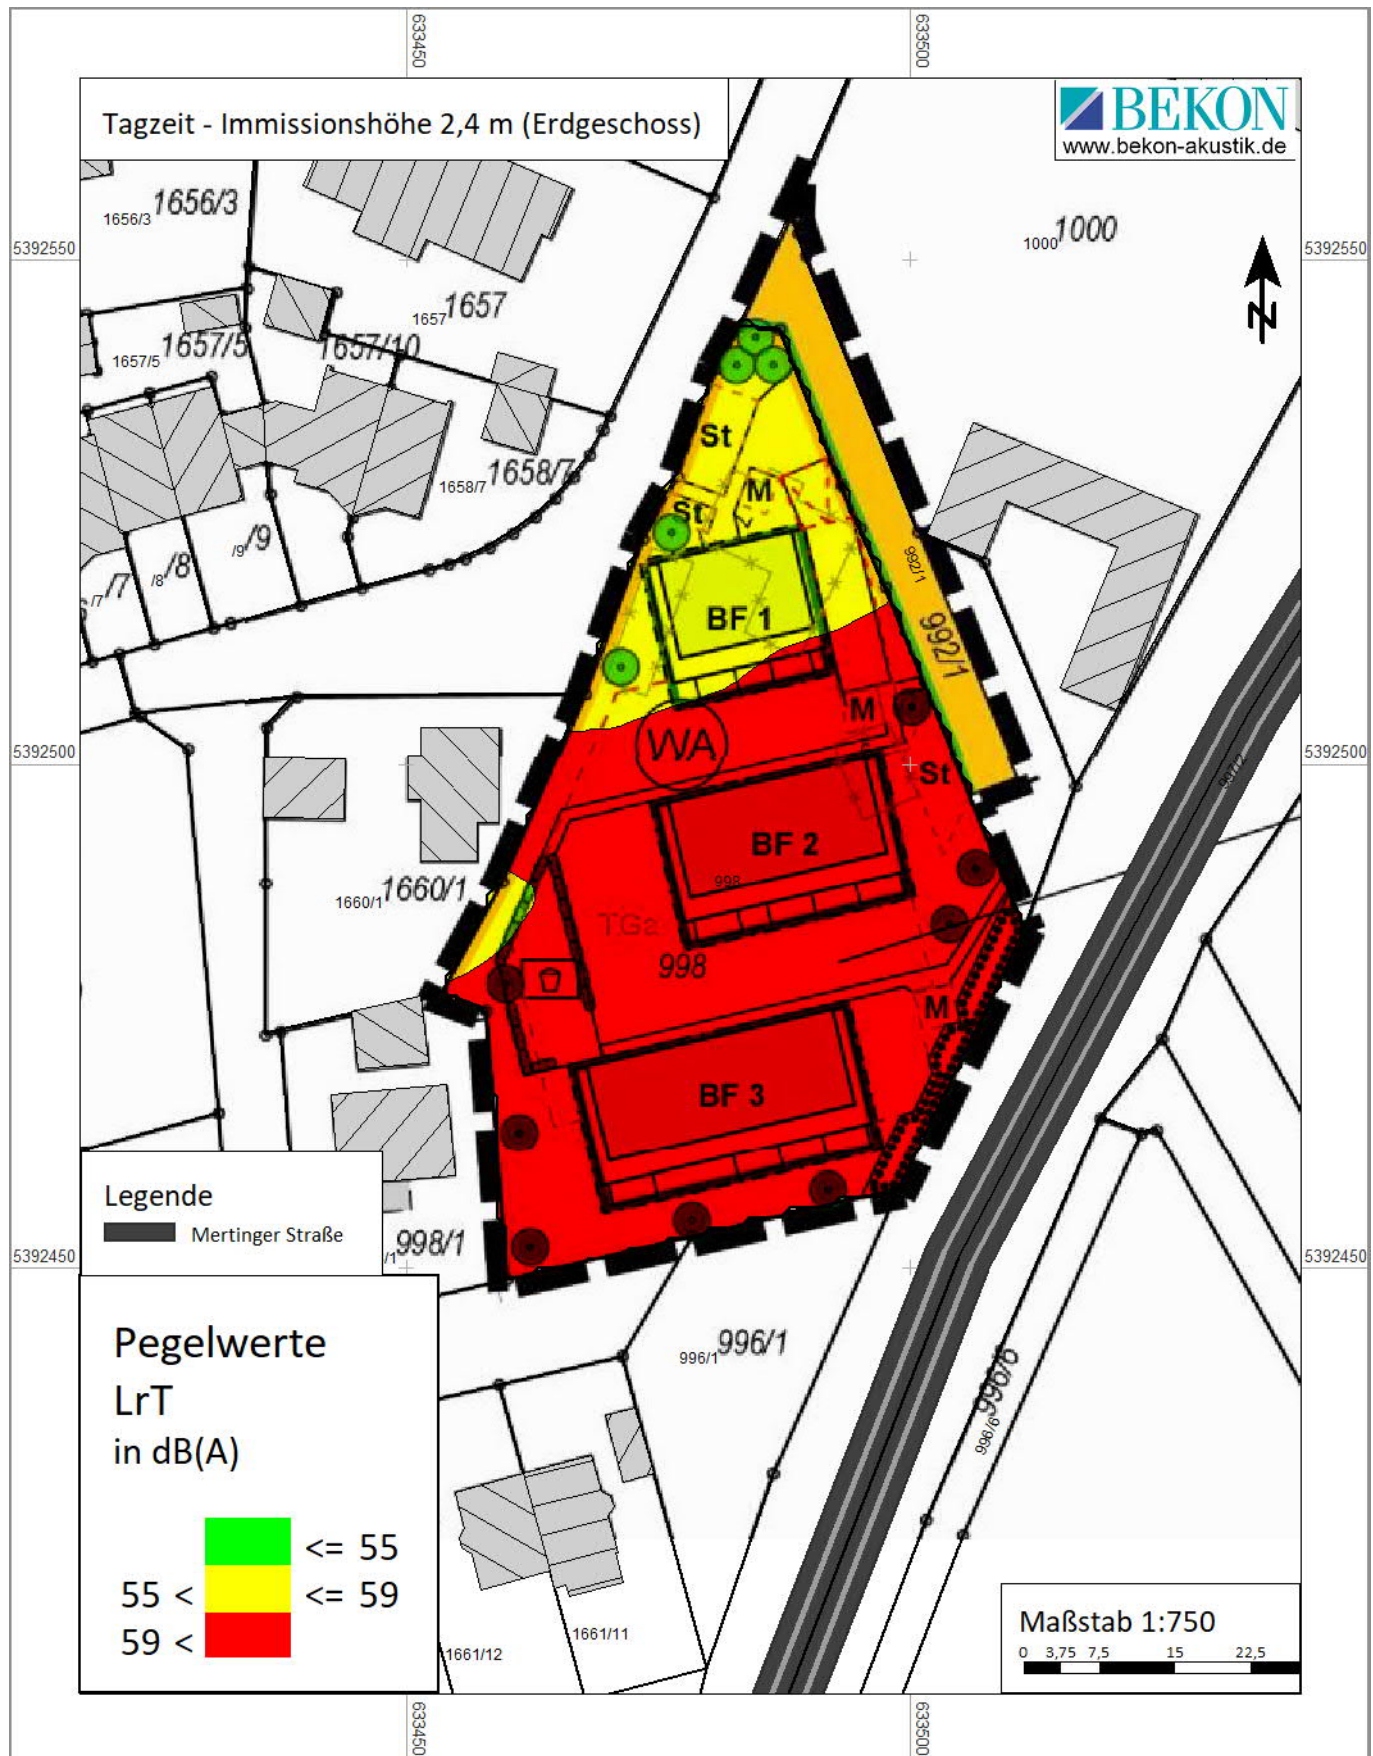 633450
633500
Tagzeit - Immissionshöhe 2,4 m (Erdgeschoss)
BEKON
www.bekon-akustik.de
1656/3 1656/3
1000 1000
5392550
5392550
1657 1657
N
1657/5 1657/5
1657/10
St
1658/7 1658/7
M
St
/9 /9
/8 /8
/7 /7
992/1
BF 1
992/1
M
WA
5392500
5392500
St
997/2
BF 2
998
1660/1 1660/1
TGa
998
M
BF 3
Legende
Mertinger Straße
/1 998/1
5392450
5392450
Pegelwerte
LrT
in dB(A)
996/1 996/1
996/6 996/6
<= 55
55 < <= 59
59 <
1661/11
1661/12
Maßstab 1:750
0 3,75 7,5 15 22,5
633450
633500